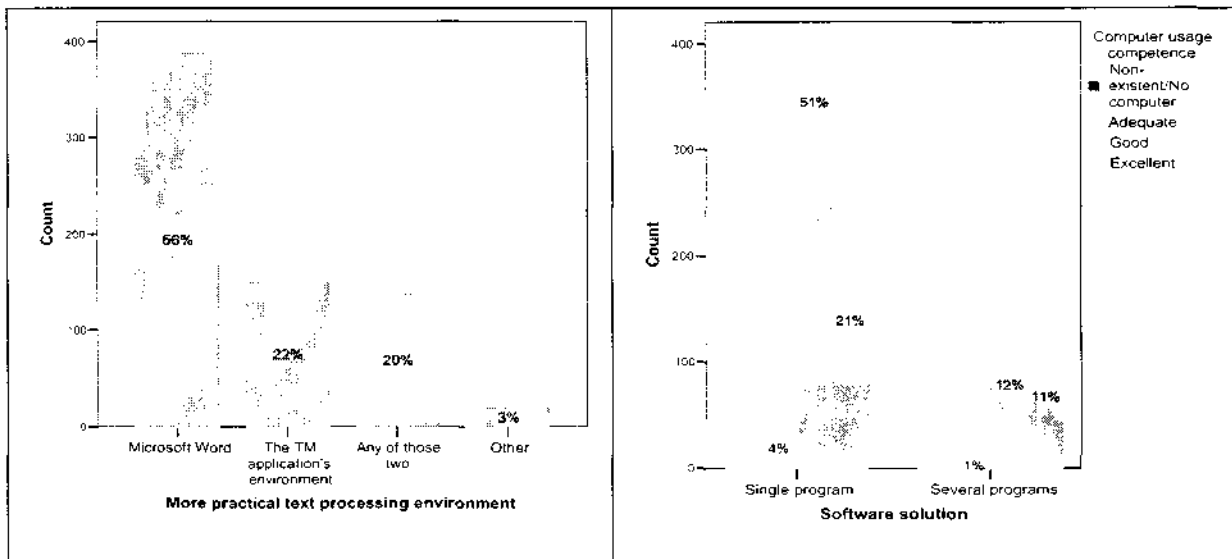 400
300
200
100
0
Count
56%
22%
20%
3%
Microsoft Word
The TM
application's
environment
Any of those
two
Other
More practical text processing environment
400
300
200
100
0
Count
51%
21%
4%
12%
11%
1%
Single program
Several programs
Software solution
Computer usage
competence
Non-
existent/No
computer
Adequate
Good
Excellent